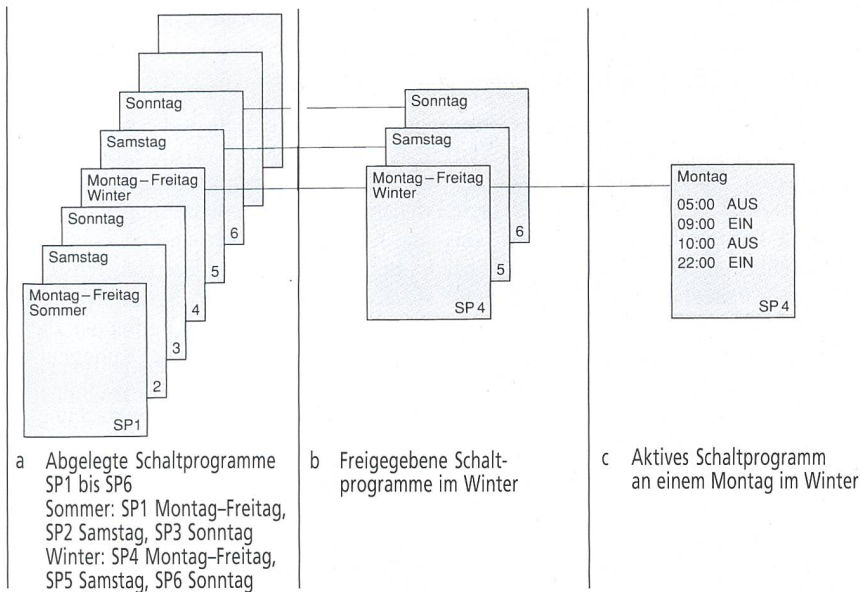 Sonntag
Samstag
Montag–Freitag
Winter
6
Sonntag
5
Samstag
4
Montag–Freitag
Sommer
3
2
SP1
a Abgelegte Schaltprogramme
SP1 bis SP6
Sommer: SP1 Montag–Freitag,
SP2 Samstag, SP3 Sonntag
Winter: SP4 Montag–Freitag,
SP5 Samstag, SP6 Sonntag
Sonntag
Samstag
Montag–Freitag
Winter
6
5
SP 4
b Freigegebene Schalt-
programme im Winter
Montag
05:00 AUS
09:00 EIN
10:00 AUS
22:00 EIN
SP 4
c Aktives Schaltprogramm
an einem Montag im Winter